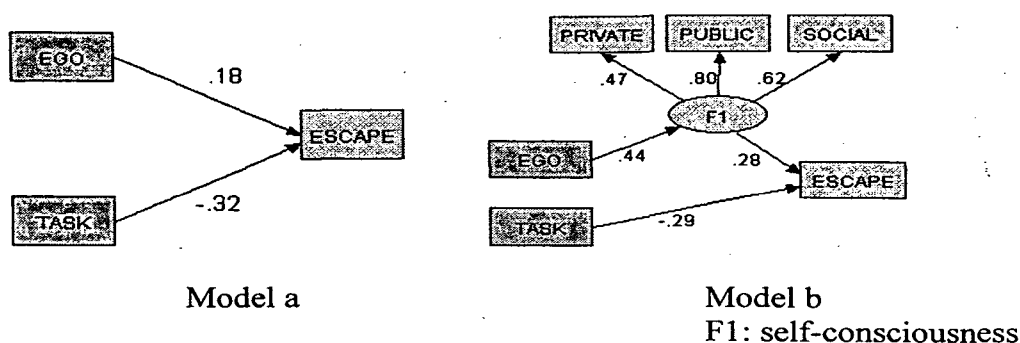 EGO
.18
ESCAPE
-.32
TASK
Model a
PRIVATE
PUBLIC
SOCIAL
.47
.80
.62
F1
EGO
.44
.28
ESCAPE
TASK
-.29
Model b
F1: self-consciousness